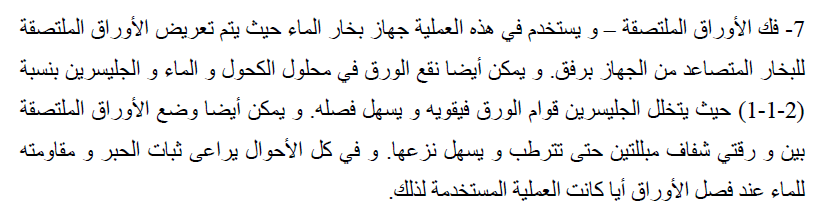 7- فك الأوراق الملتصقة – و يستخدم في هذه العملية جهاز بخار الماء حيث يتم تعريض الأوراق الملتصقة
للبخار المتصاعد من الجهاز برفق. و يمكن أيضا نقع الورق في محلول الكحول و الماء و الجليسرين بنسبة
(2-1-1) حيث يتخلل الجليسرين قوام الورق فيقويه و يسهل فصله. و يمكن أيضا وضع الأوراق الملتصقة
بين و رقتي شفاف مبللتين حتى تترطب و يسهل نزعها. و في كل الأحوال يراعى ثبات الحبر و مقاومته
للماء عند فصل الأوراق أيا كانت العملية المستخدمة لذلك.